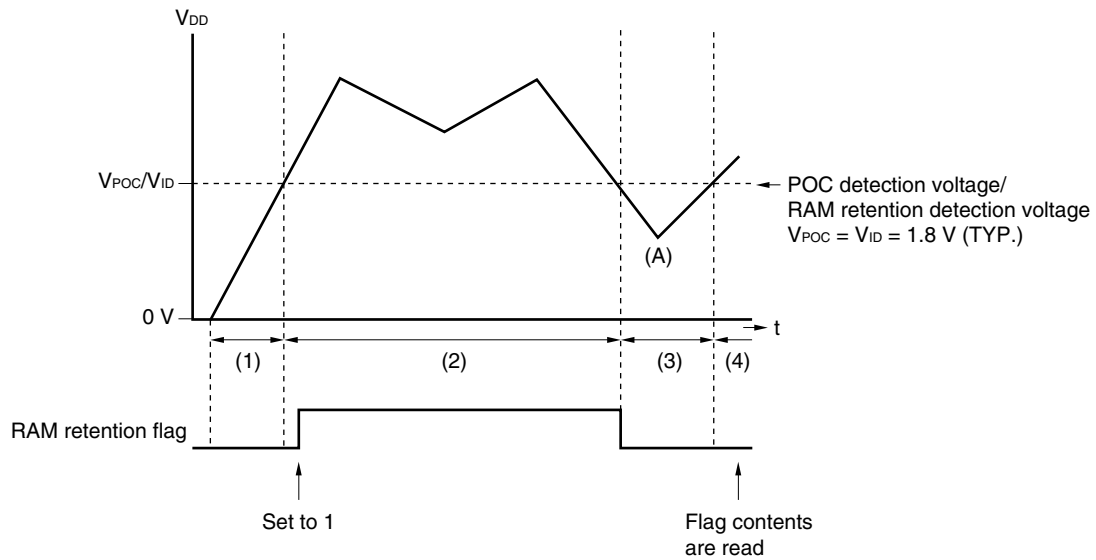 VDD
VPOC/VID
POC detection voltage/
RAM retention detection voltage
VPOC = VID = 1.8 V (TYP.)
(A)
0 V
t
(1)
(2)
(3)
(4)
RAM retention flag
Set to 1
Flag contents
are read